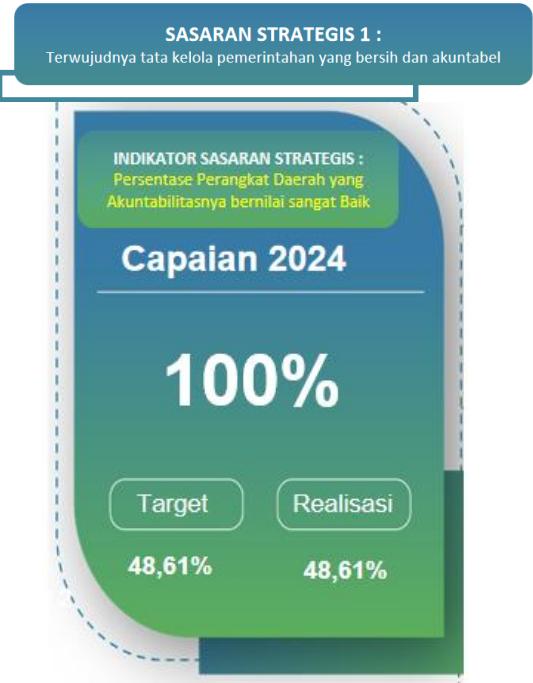 SASARAN STRATEGIS 1 :
Terwujudnya tata kelola pemerintahan yang bersih dan akuntabel
INDIKATOR SASARAN STRATEGIS :
Persentase Perangkat Daerah yang
Akuntabilitasnya bernilai sangat Baik
Capaian 2024
100%
Target
Realisasi
48,61%
48,61%